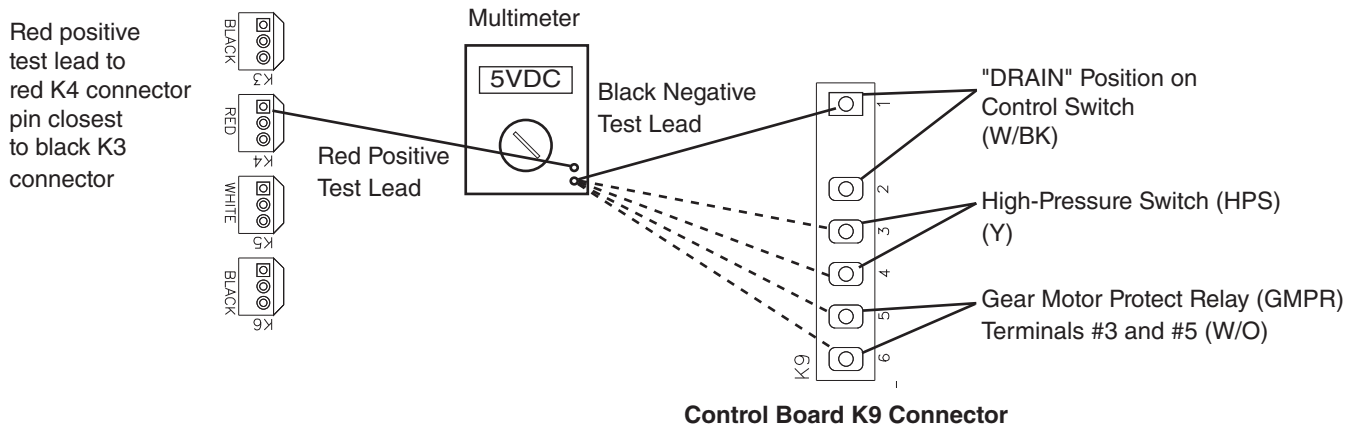 Red positive
test lead to
red K4 connector
pin closest
to black K3
connector
BLACK
K3
RED
K4
WHITE
K5
BLACK
K6
Multimeter
5VDC
Red Positive
Test Lead
Black Negative
Test Lead
1
2
3
4
5
6
K9
"DRAIN" Position on
Control Switch
(W/BK)
High-Pressure Switch (HPS)
(Y)
Gear Motor Protect Relay (GMPR)
Terminals #3 and #5 (W/O)
Control Board K9 Connector